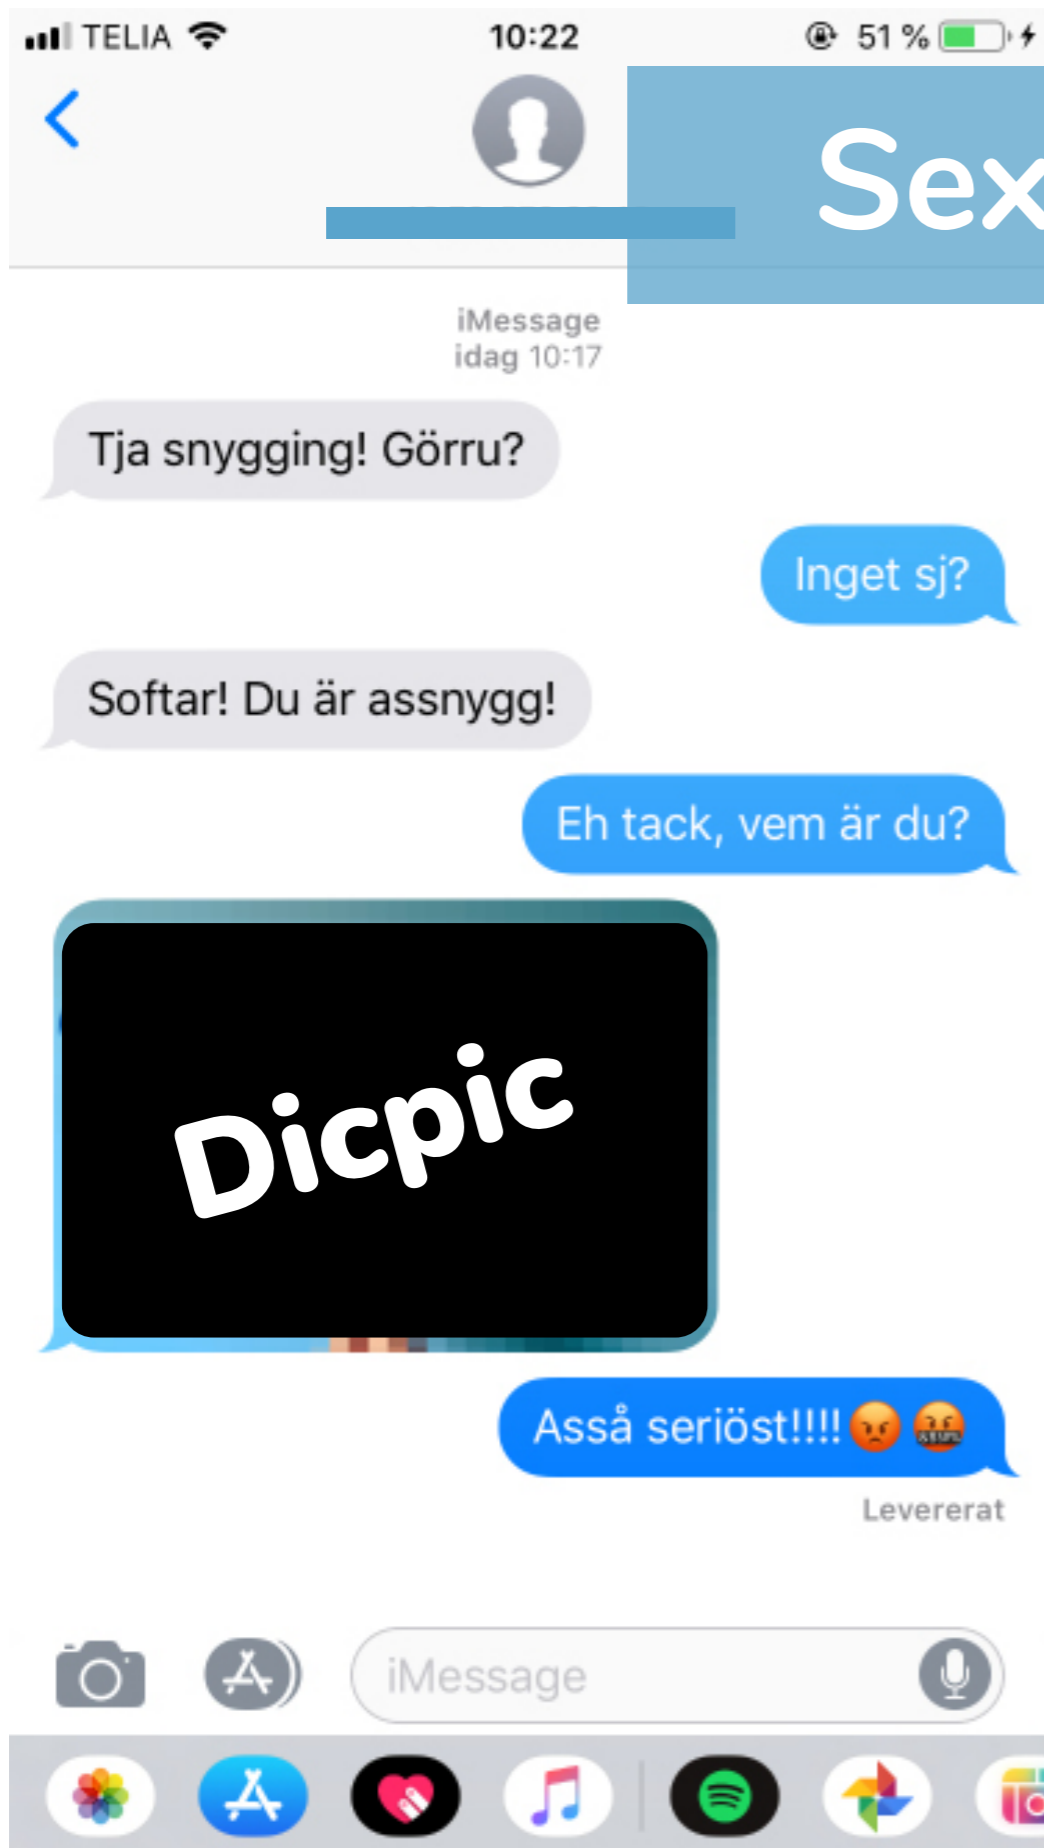 TELIA 10:22 51 %
Sex
iMessage
idag 10:17
Tja snygging! Görru?
Inget sj?
Softar! Du är assnygg!
Eh tack, vem är du?
Dicpic
Asså seriöst!!!!😡🤬
Levererat
iMessage